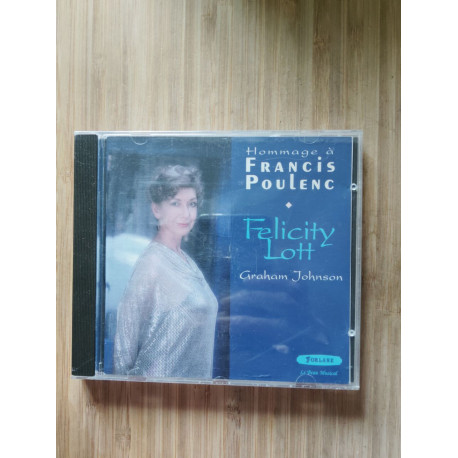 Hommage à
FRANCIS
POULENC
Felicity
Lott
Graham Johnson
FORLANE